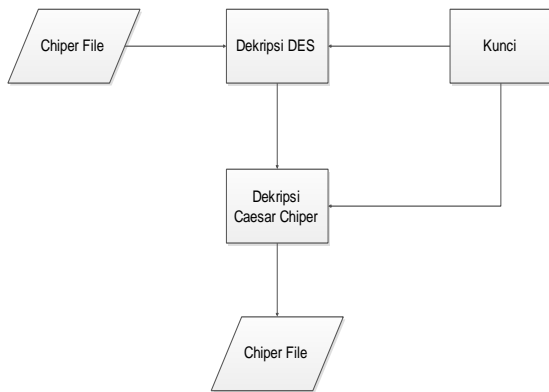 Chiper File
Dekripsi DES
Kunci
Dekripsi
Caesar Chiper
Chiper File